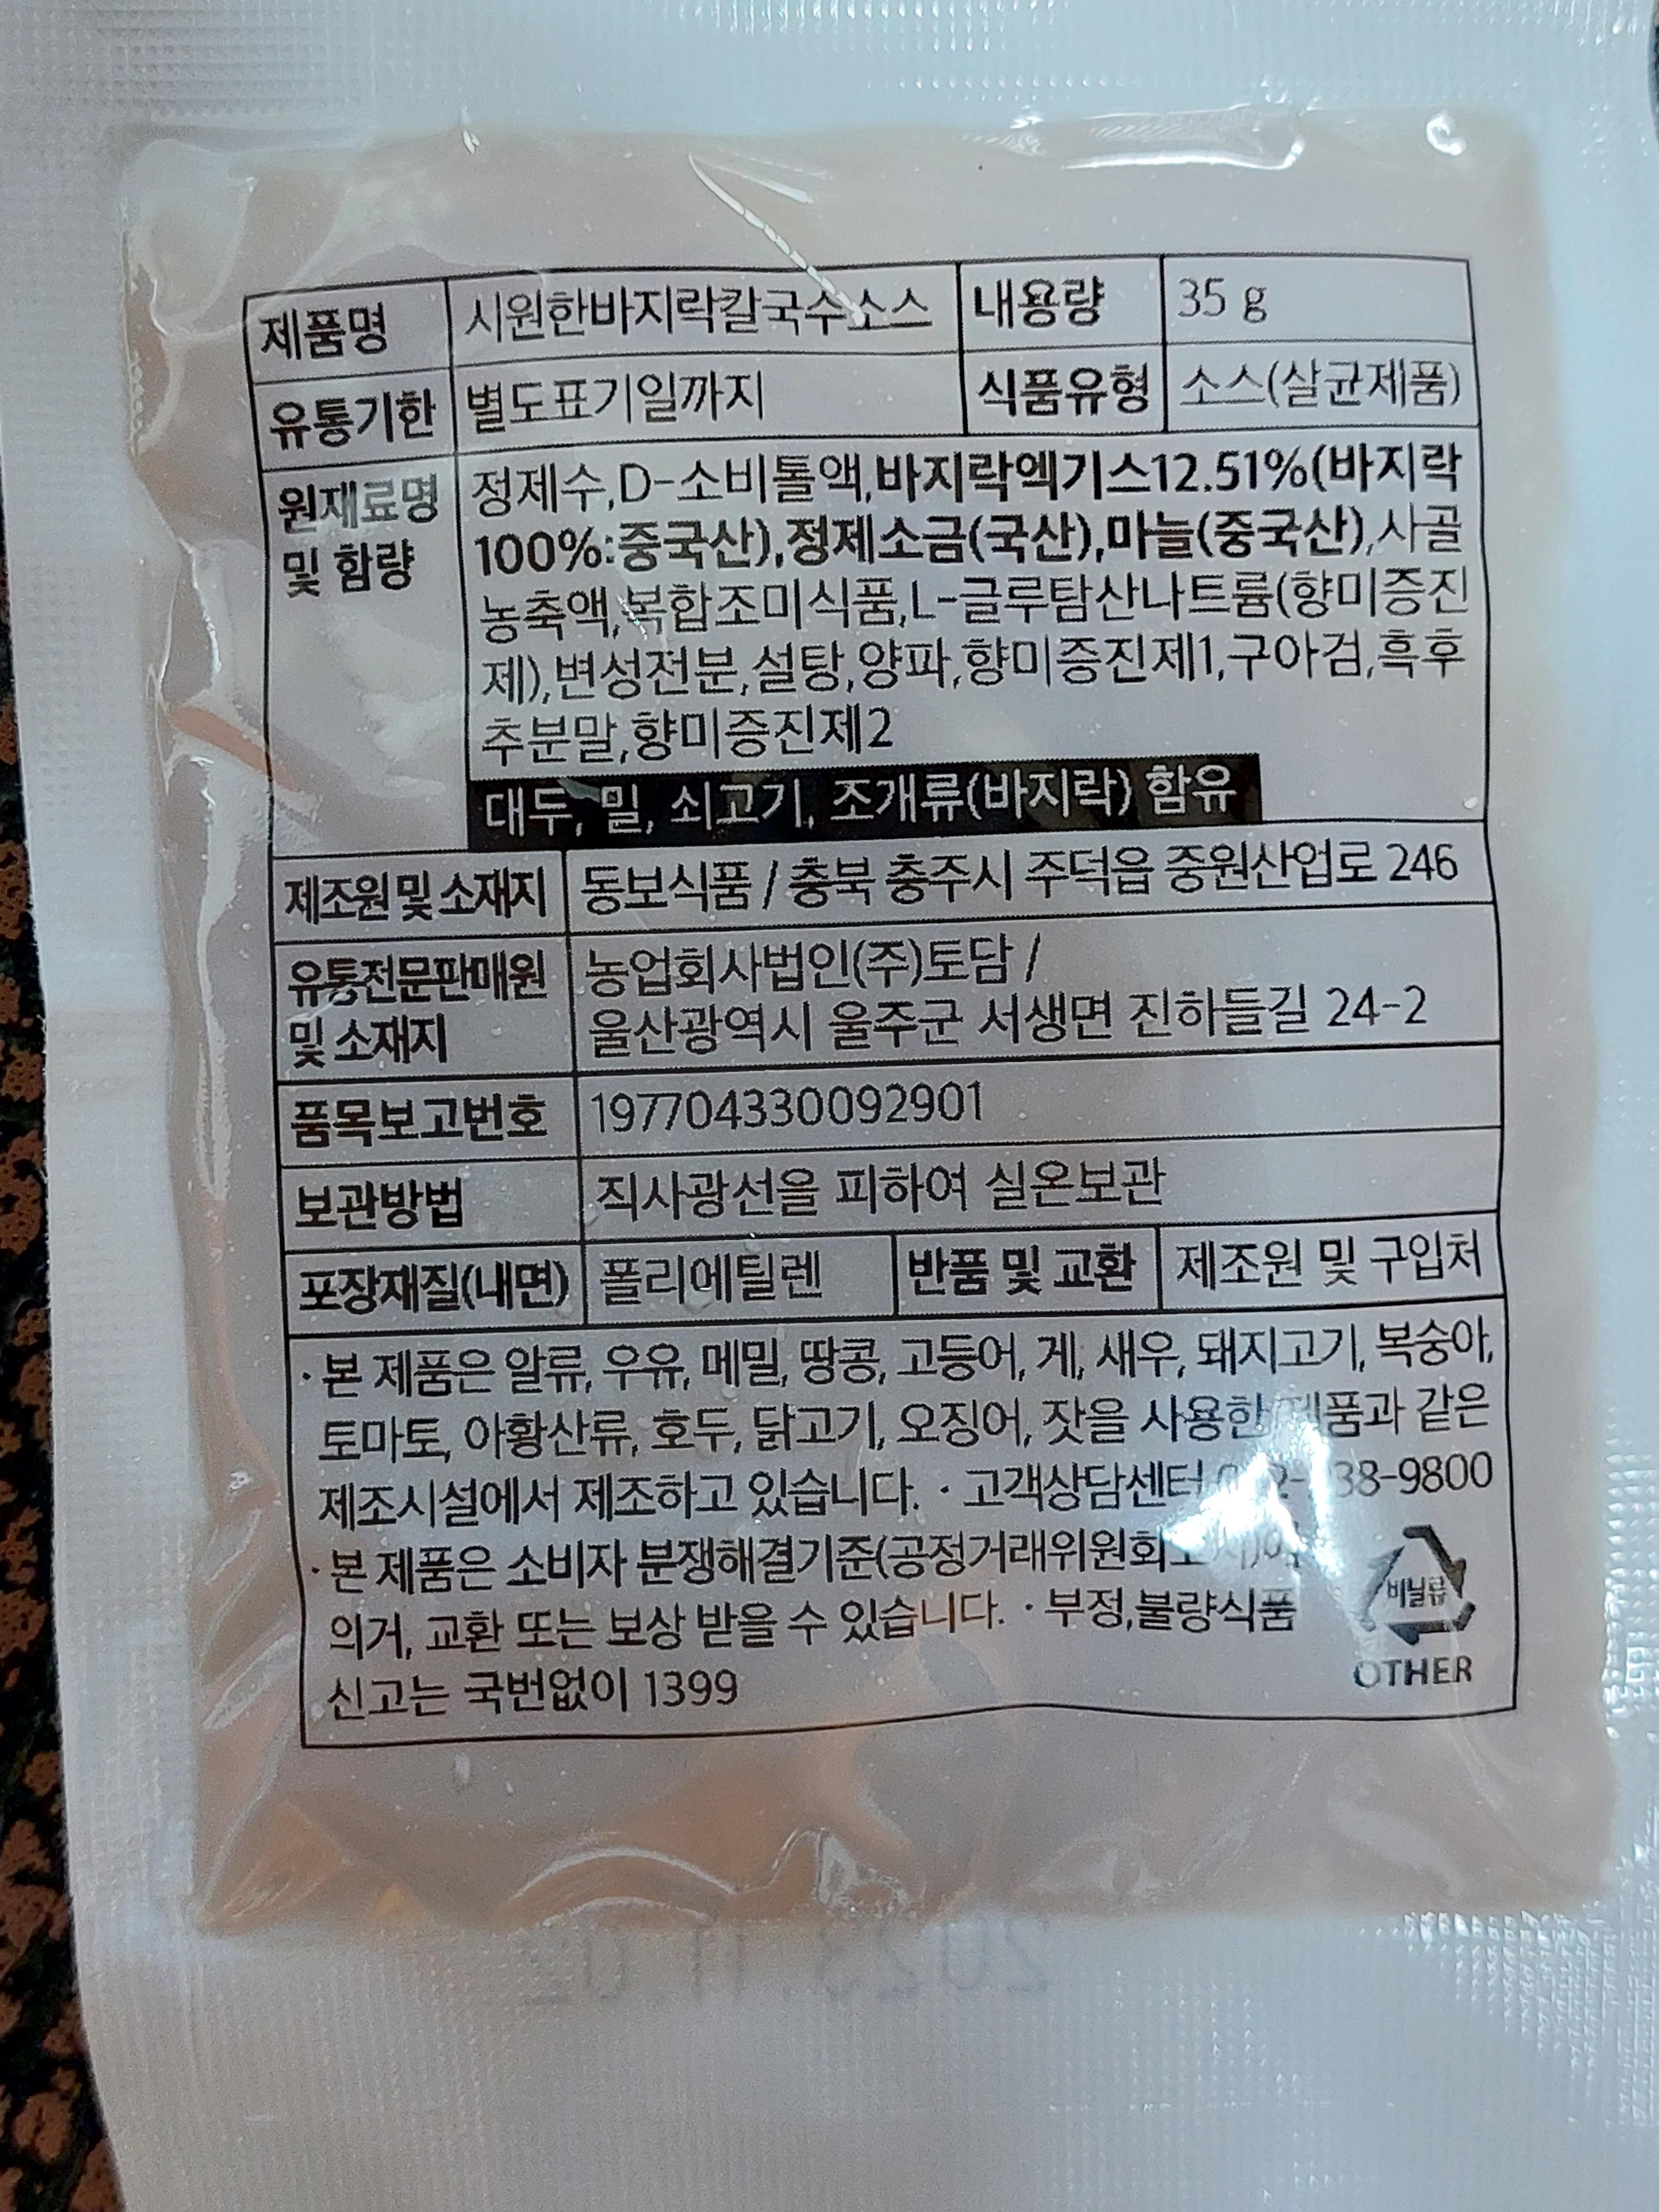 제품명 시원한바지락칼국수소스 내용량 35 g
유통기한 별도표기일까지 식품유형 소스(살균제품)
원재료명 및 함량
정제수,D-소비톨액,바지락엑기스12.51%(바지락
100%:중국산),정제소금(국산),마늘(중국산),사골
농축액,복합조미식품,L-글루탐산나트륨(향미증진
제),변성전분,설탕,양파,향미증진제1,구아검,흑후
추분말,향미증진제2
대두, 밀, 쇠고기, 조개류(바지락) 함유
제조원 및 소재지 동보식품 / 충북 충주시 주덕읍 중원산업로 246
유통전문판매원 및 소재지
농업회사법인(주)토담 /
울산광역시 울주군 서생면 진하들길 24-2
품목보고번호 197704330092901
보관방법 직사광선을 피하여 실온보관
포장재질(내면) 폴리에틸렌 반품 및 교환 제조원 및 구입처
· 본 제품은 알류, 우유, 메밀, 땅콩, 고등어, 게, 새우, 돼지고기, 복숭아,
토마토, 아황산류, 호두, 닭고기, 오징어, 잣을 사용한 제품과 같은
제조시설에서 제조하고 있습니다. · 고객상담센터
· 본 제품은 소비자 분쟁해결기준(공정거래위원회
의거, 교환 또는 보상 받을 수 있습니다. · 부정,불량식품
신고는 국번없이 1399
비닐류
OTHER
2023.11.02